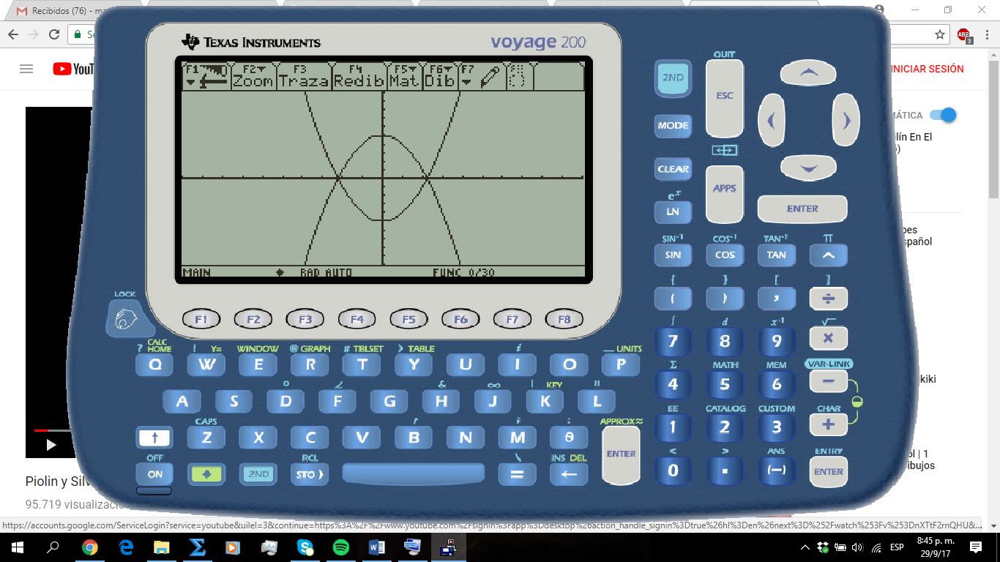 Recibidos (76) - ma
Se
ABP
3
YouT
INICIAR SESIÓN
MÁTICA
lín En El
o)
pes
spañol
kiki
ol | 1
Dibujos
TEXAS INSTRUMENTS
voyage 200
F1 F2 F3 F4 F5 F6 F7 F8
Zoom Traza Redib Mat Dib
MAIN RAD AUTO FUNC 0/30
LOCK
F1 F2 F3 F4 F5 F6 F7 F8
QUIT
2ND ESC
MODE
CLEAR APPS
eˣ
LN ENTER
SIN⁻¹ COS⁻¹ TAN⁻¹ π
SIN COS TAN ^
{ } [ ]
( ) , ÷
∫ d x⁻¹ √
7 8 9 ×
Σ MATH MEM VAR-LINK
4 5 6 −
EE CATALOG CUSTOM CHAR
1 2 3 +
< > ANS ENTRY
0 . (−) ENTER
? CALC HOME ! Y= WINDOW @ GRAPH # TBLSET ) TABLE i _ UNITS
Q W E R T Y U I O P
° ∠ & ∞ | KEY "
A S D F G H J K L
CAPS ′ ; : APPROX≈
↑ Z X C V B N M θ ENTER
OFF RCL \ INS DEL
ON 2ND STO ) = ←
Piolin y Silv
95.719 visualizacio
https://accounts.google.com/ServiceLogin?service=youtube&uilel=3&continue=https%3A%2F%2Fwww.youtube.com%2Fsignin%3Fapp%3Ddesktop%26action_handle_signin%3Dtrue%26hl%3Den%26next%3D%252Fwatch%253Fv%253DnXTtF2rnQHU&...
ESP
8:45 p. m.
29/9/17